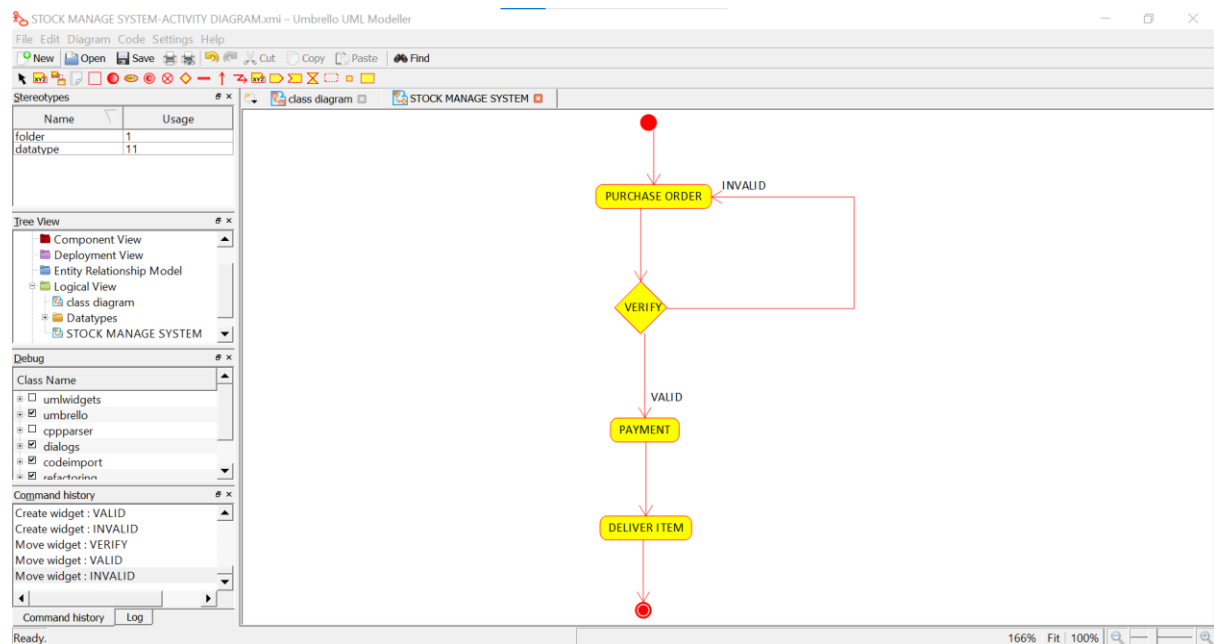 STOCK MANAGE SYSTEM-ACTIVITY DIAGRAM.xmi – Umbrello UML Modeller
File Edit Diagram Code Settings Help
New Open Save Cut Copy Paste Find
Stereotypes
class diagram STOCK MANAGE SYSTEM
Name Usage
folder 1
datatype 11
Tree View
Component View
Deployment View
Entity Relationship Model
Logical View
class diagram
Datatypes
STOCK MANAGE SYSTEM
Debug
Class Name
umlwidgets
umbrello
cppparser
dialogs
codeimport
refactoring
Command history
Create widget : VALID
Create widget : INVALID
Move widget : VERIFY
Move widget : VALID
Move widget : INVALID
Command history Log
Ready.
PURCHASE ORDER
INVALID
VERIFY
VALID
PAYMENT
DELIVER ITEM
166% Fit 100%